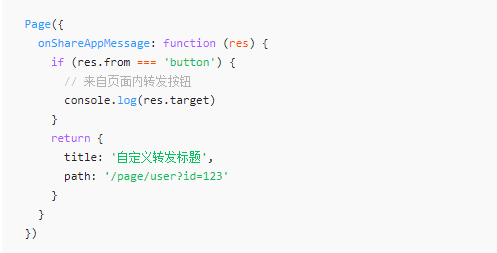 Page({
  onShareAppMessage: function (res) {
    if (res.from === 'button') {
      // 来自页面内转发按钮
      console.log(res.target)
    }
    return {
      title: '自定义转发标题',
      path: '/page/user?id=123'
    }
  }
})